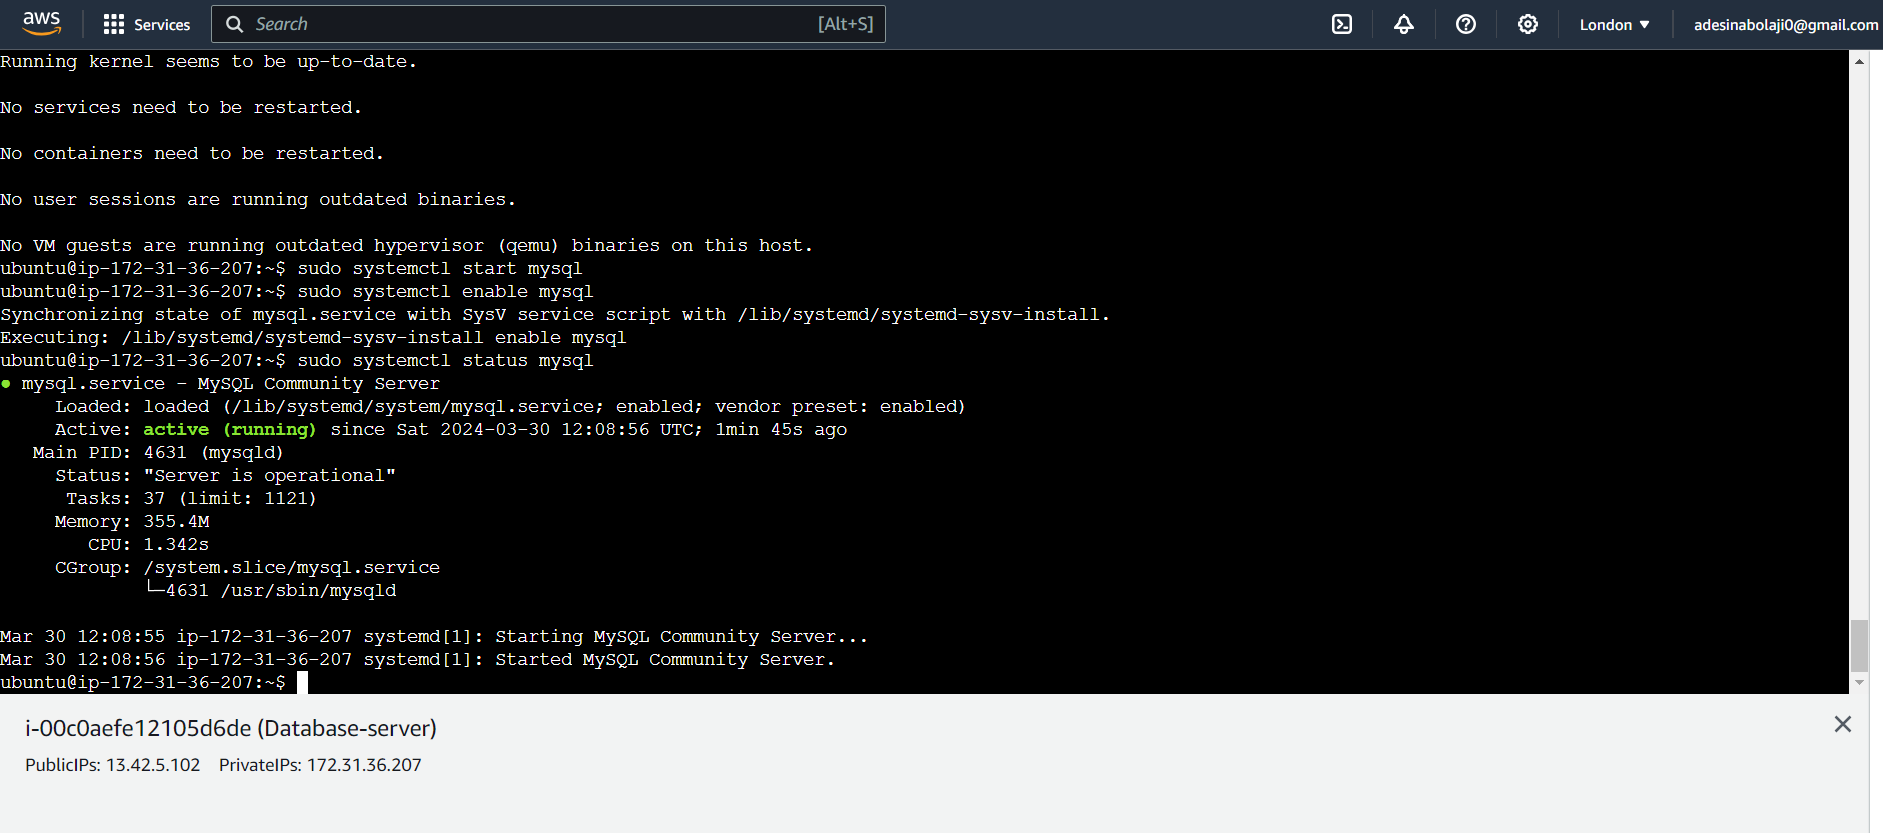 aws Services Search [Alt+S] London adesinabolaji0@gmail.com
Running kernel seems to be up-to-date.
No services need to be restarted.
No containers need to be restarted.
No user sessions are running outdated binaries.
No VM guests are running outdated hypervisor (qemu) binaries on this host.
ubuntu@ip-172-31-36-207:~$ sudo systemctl start mysql
ubuntu@ip-172-31-36-207:~$ sudo systemctl enable mysql
Synchronizing state of mysql.service with SysV service script with /lib/systemd/systemd-sysv-install.
Executing: /lib/systemd/systemd-sysv-install enable mysql
ubuntu@ip-172-31-36-207:~$ sudo systemctl status mysql
● mysql.service - MySQL Community Server
Loaded: loaded (/lib/systemd/system/mysql.service; enabled; vendor preset: enabled)
Active: active (running) since Sat 2024-03-30 12:08:56 UTC; 1min 45s ago
Main PID: 4631 (mysqld)
Status: "Server is operational"
Tasks: 37 (limit: 1121)
Memory: 355.4M
CPU: 1.342s
CGroup: /system.slice/mysql.service
└─4631 /usr/sbin/mysqld
Mar 30 12:08:55 ip-172-31-36-207 systemd[1]: Starting MySQL Community Server...
Mar 30 12:08:56 ip-172-31-36-207 systemd[1]: Started MySQL Community Server.
ubuntu@ip-172-31-36-207:~$
i-00c0aefe12105d6de (Database-server)
PublicIPs: 13.42.5.102 PrivateIPs: 172.31.36.207